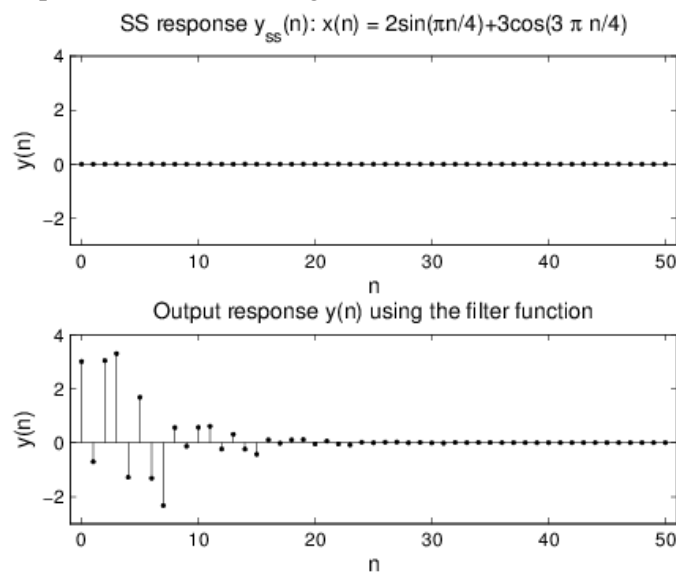 SS response y_ss(n): x(n) = 2sin(πn/4)+3cos(3 π n/4)
4
2
0
−2
y(n)
0 10 20 30 40 50
n
Output response y(n) using the filter function
4
2
0
−2
y(n)
0 10 20 30 40 50
n